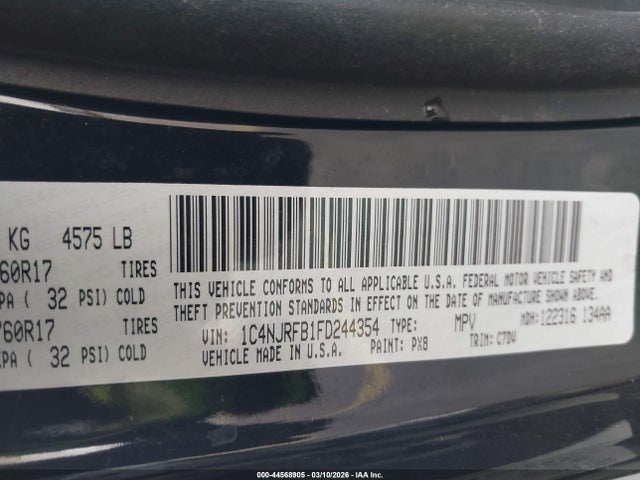 KG 4575 LB
60R17 TIRES
PA ( 32 PSI) COLD
60R17 TIRES
KPA ( 32 PSI) COLD
THIS VEHICLE CONFORMS TO ALL APPLICABLE U.S.A. FEDERAL MOTOR VEHICLE SAFETY AND
THEFT PREVENTION STANDARDS IN EFFECT ON THE DATE OF MANUFACTURE SHOWN ABOVE.
VIN: 1C4NJRFB1FD244354 TYPE: MPV MDH: 122316 134AA
VEHICLE MADE IN U.S.A. PAINT: PX8 TRIM: C7DV
000-44568905 - 03/10/2026 - IAA Inc.